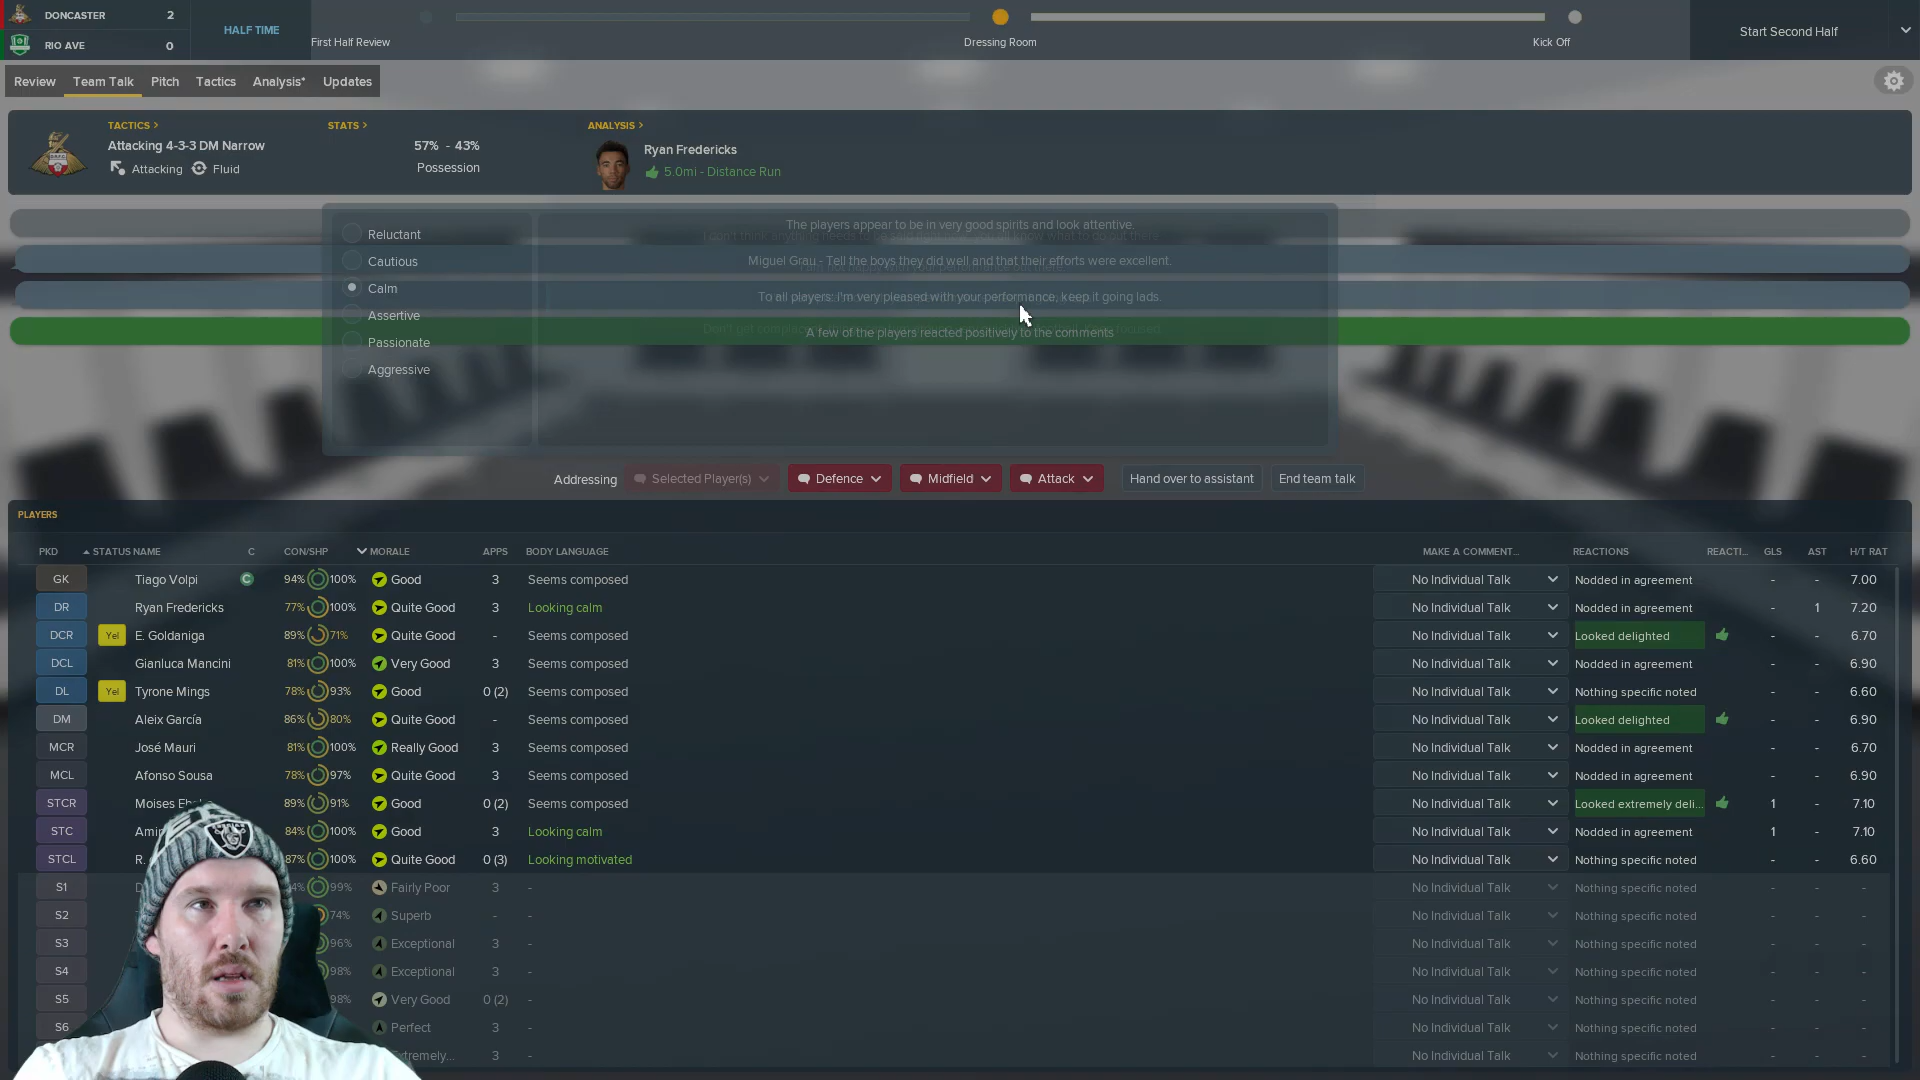 DONCASTER 2
RIO AVE 0
HALF TIME
First Half Review
Dressing Room
Kick Off
Start Second Half
Review Team Talk Pitch Tactics Analysis* Updates
TACTICS >
Attacking 4-3-3 DM Narrow
Attacking Fluid
STATS >
57% - 43%
Possession
ANALYSIS >
Ryan Fredericks
5.0mi - Distance Run
Reluctant
Cautious
Calm
Assertive
Passionate
Aggressive
The players appear to be in very good spirits and look attentive.
Miguel Grau - Tell the boys they did well and that their efforts were excellent.
To all players: I'm very pleased with your performance, keep it going lads.
A few of the players reacted positively to the comments
Addressing Selected Player(s) Defence Midfield Attack Hand over to assistant End team talk
PLAYERS
PKD STATUS NAME C CON/SHP MORALE APPS BODY LANGUAGE MAKE A COMMENT... REACTIONS REACTI... GLS AST H/T RAT
GK Tiago Volpi C 94% 100% Good 3 Seems composed No Individual Talk Nodded in agreement - - 7.00
DR Ryan Fredericks 77% 100% Quite Good 3 Looking calm No Individual Talk Nodded in agreement - 1 7.20
DCR Yel E. Goldaniga 89% 71% Quite Good - Seems composed No Individual Talk Looked delighted - - 6.70
DCL Gianluca Mancini 81% 100% Very Good 3 Seems composed No Individual Talk Nodded in agreement - - 6.90
DL Yel Tyrone Mings 78% 93% Good 0 (2) Seems composed No Individual Talk Nothing specific noted - - 6.60
DM Aleix García 86% 80% Quite Good - Seems composed No Individual Talk Looked delighted - - 6.90
MCR José Mauri 81% 100% Really Good 3 Seems composed No Individual Talk Nodded in agreement - - 6.70
MCL Afonso Sousa 78% 97% Quite Good 3 Seems composed No Individual Talk Nodded in agreement - - 6.90
STCR Moises 89% 91% Good 0 (2) Seems composed No Individual Talk Looked extremely deli... 1 - 7.10
STC 84% 100% Good 3 Looking calm No Individual Talk Nodded in agreement 1 - 7.10
STCL R. 87% 100% Quite Good 0 (3) Looking motivated No Individual Talk Nothing specific noted - - 6.60
S1 99% Fairly Poor 3 - No Individual Talk Nothing specific noted - - -
S2 74% Superb - - No Individual Talk Nothing specific noted - - -
S3 96% Exceptional 3 - No Individual Talk Nothing specific noted - - -
S4 98% Exceptional 3 - No Individual Talk Nothing specific noted - - -
S5 98% Very Good 0 (2) - No Individual Talk Nothing specific noted - - -
S6 Perfect 3 - No Individual Talk Nothing specific noted - - -
3 - No Individual Talk Nothing specific noted - - -